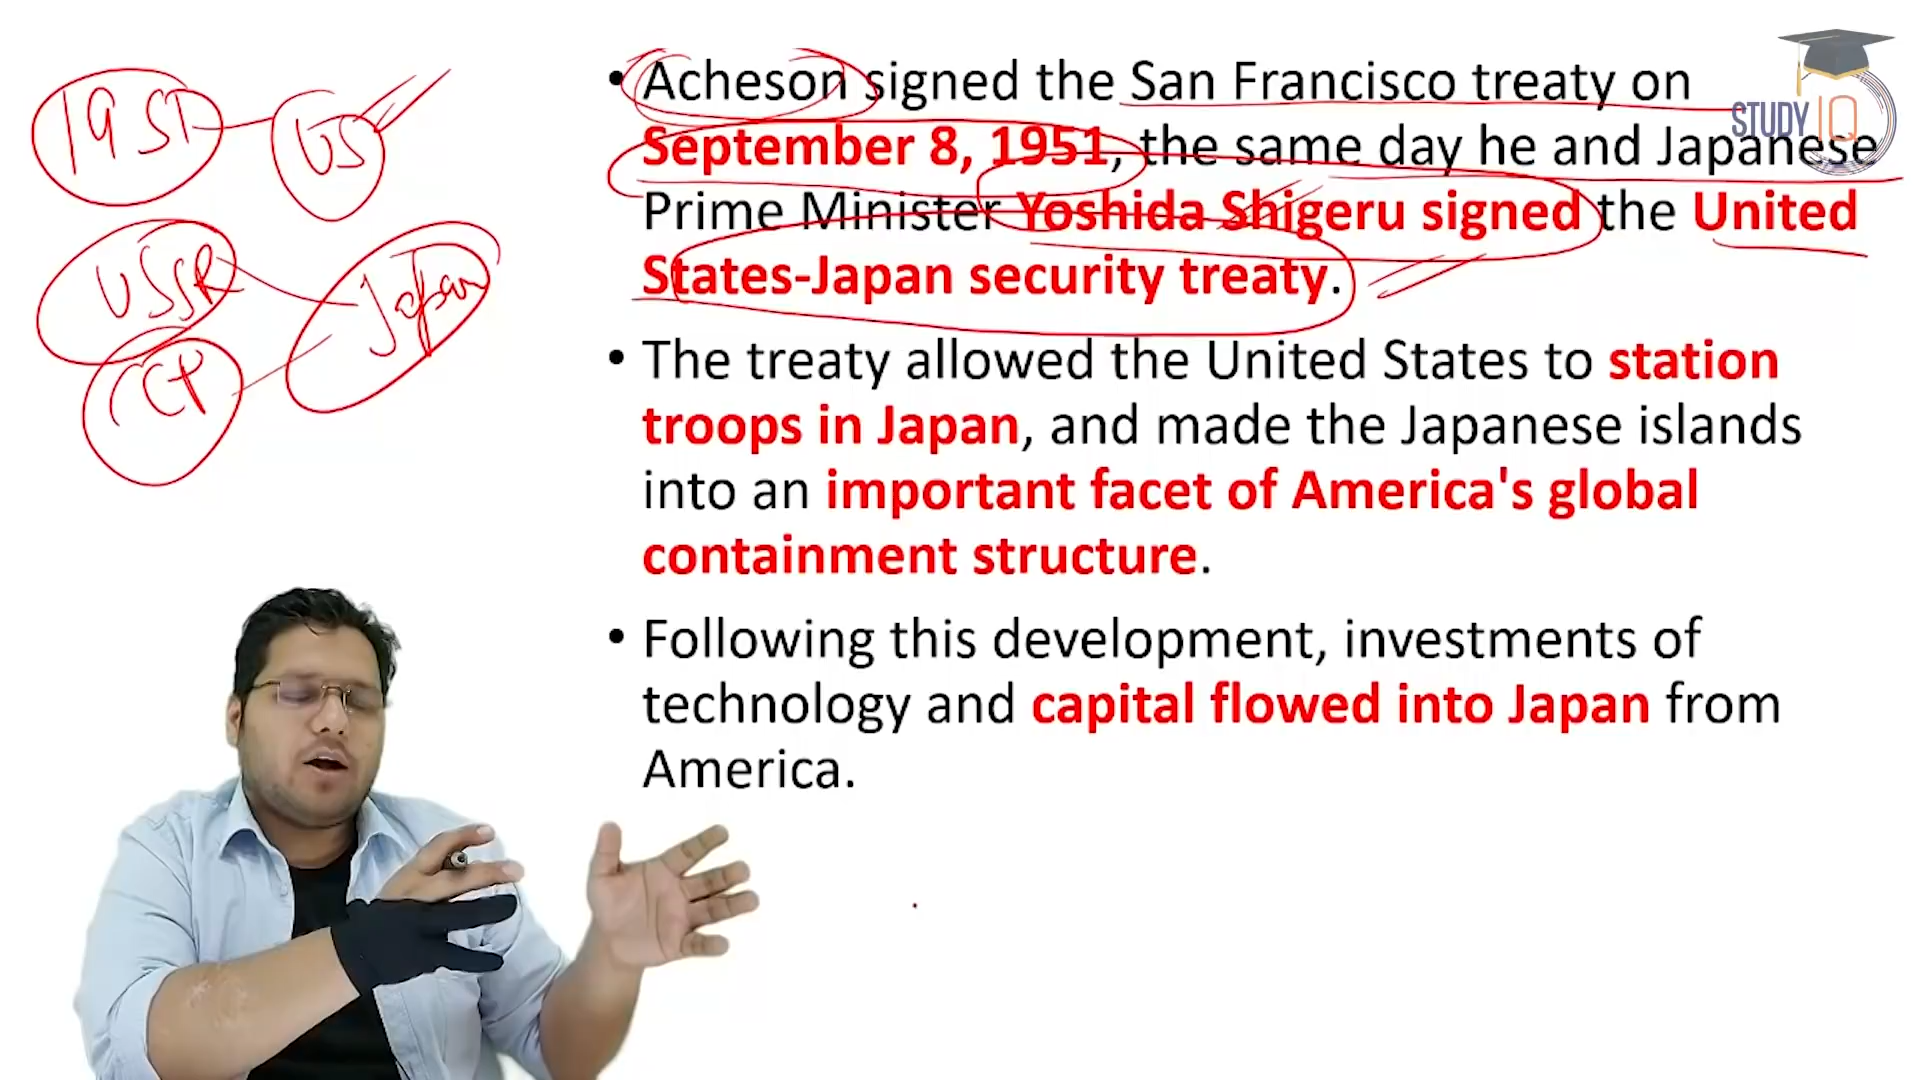 1951
US
USSR
Japan
CCP
STUDY IQ
• Acheson signed the San Francisco treaty on
September 8, 1951, the same day he and Japanese
Prime Minister Yoshida Shigeru signed the United
States-Japan security treaty.
• The treaty allowed the United States to station
troops in Japan, and made the Japanese islands
into an important facet of America's global
containment structure.
• Following this development, investments of
technology and capital flowed into Japan from
America.